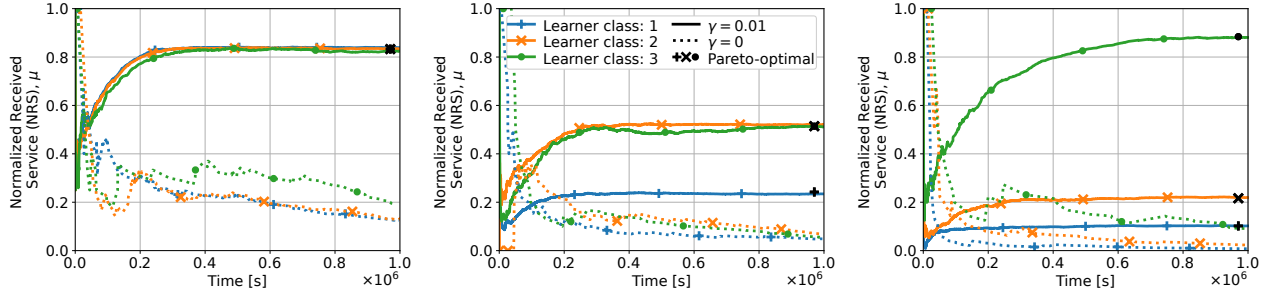 Normalized Received
Service (NRS), μ
1.0
0.8
0.6
0.4
0.2
0.0
0.0 0.2 0.4 0.6 0.8 1.0
Time [s]
×10⁶
Normalized Received
Service (NRS), μ
1.0
0.8
0.6
0.4
0.2
0.0
Learner class: 1
Learner class: 2
Learner class: 3
γ = 0.01
γ = 0
Pareto-optimal
0.0 0.2 0.4 0.6 0.8 1.0
Time [s]
×10⁶
Normalized Received
Service (NRS), μ
1.0
0.8
0.6
0.4
0.2
0.0
0.0 0.2 0.4 0.6 0.8 1.0
Time [s]
×10⁶